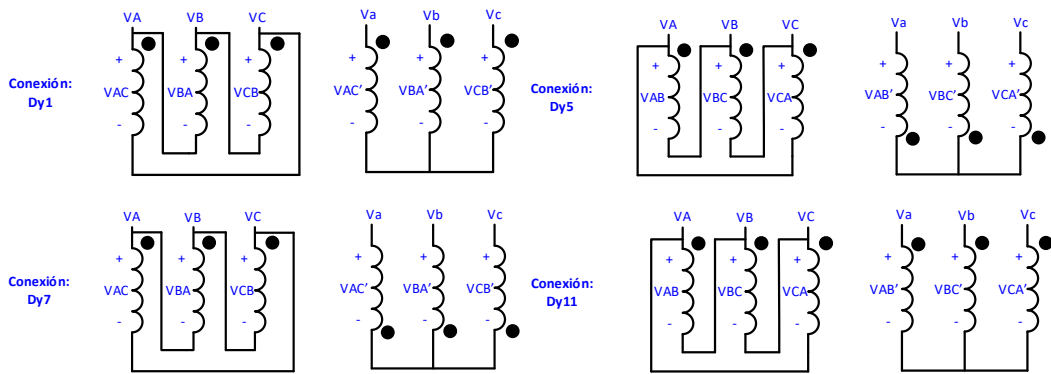 VA VB VC
Conexión:
Dy1
+ + +
VAC VBA VCB
- - -
Va Vb Vc
+ + +
VAC’ VBA’ VCB’
- - -
VA VB VC
Conexión:
Dy5
+ + +
VAB VBC VCA
- - -
Va Vb Vc
+ + +
VAB’ VBC’ VCA’
- - -
VA VB VC
Conexión:
Dy7
+ + +
VAC VBA VCB
- - -
Va Vb Vc
+ + +
VAC’ VBA’ VCB’
- - -
VA VB VC
Conexión:
Dy11
+ + +
VAB VBC VCA
- - -
Va Vb Vc
+ + +
VAB’ VBC’ VCA’
- - -